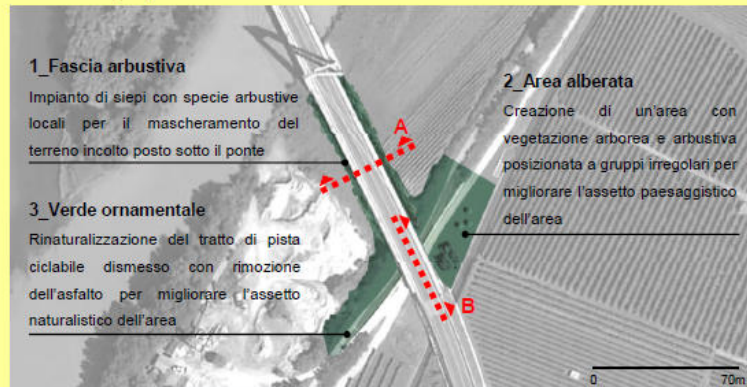 1_Fascia arbustiva
Impianto di siepi con specie arbustive
locali per il mascheramento del
terreno incolto posto sotto il ponte
3_Verde ornamentale
Rinaturalizzazione del tratto di pista
ciclabile dismesso con rimozione
dell'asfalto per migliorare l'assetto
naturalistico dell'area
A
B
2_Area alberata
Creazione di un'area con
vegetazione arborea e arbustiva
posizionata a gruppi irregolari per
migliorare l'assetto paesaggistico
dell'area
0 70m